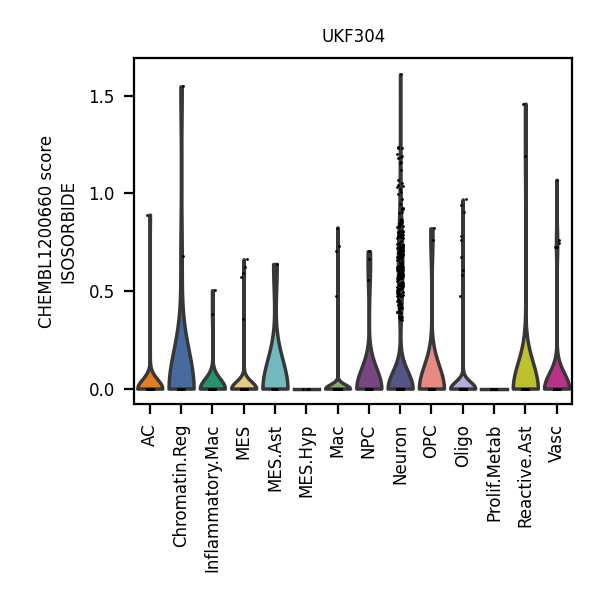 UKF304
CHEMBL1200660 score
ISOSORBIDE
1.5
1.0
0.5
0.0
AC
Chromatin.Reg
Inflammatory.Mac
MES
MES.Ast
MES.Hyp
Mac
NPC
Neuron
OPC
Oligo
Prolif.Metab
Reactive.Ast
Vasc